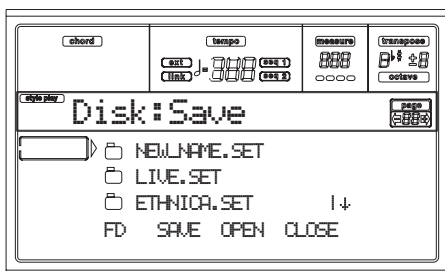 chord tempo measure transpose
ext link seq 1 seq 2
octave
style play
Disk:Save
page
NEW_NAME.SET
LIVE.SET
ETHNICA.SET
FD SAVE OPEN CLOSE